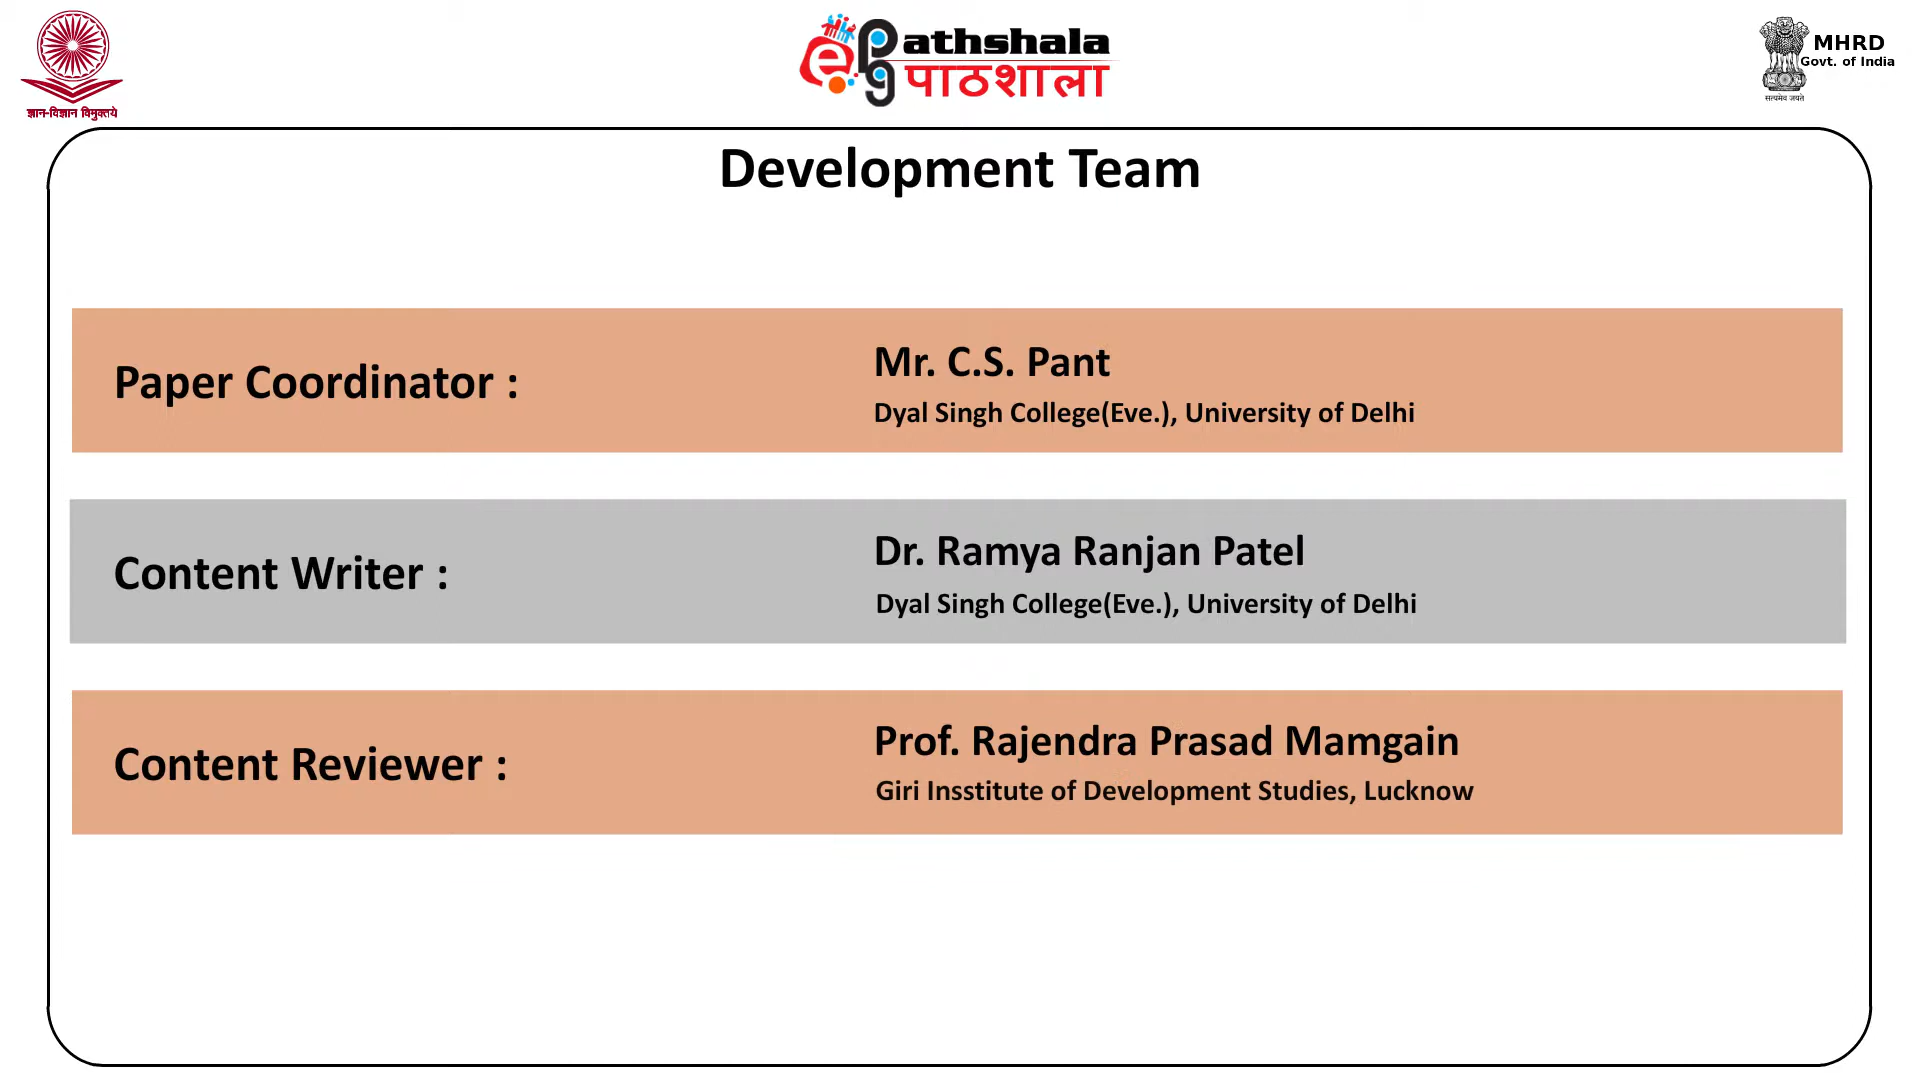 ज्ञान-विज्ञान विमुक्तये
e pg Pathshala
पाठशाला
MHRD
Govt. of India
सत्यमेव जयते
Development Team
Paper Coordinator :
Mr. C.S. Pant
Dyal Singh College(Eve.), University of Delhi
Content Writer :
Dr. Ramya Ranjan Patel
Dyal Singh College(Eve.), University of Delhi
Content Reviewer :
Prof. Rajendra Prasad Mamgain
Giri Insstitute of Development Studies, Lucknow